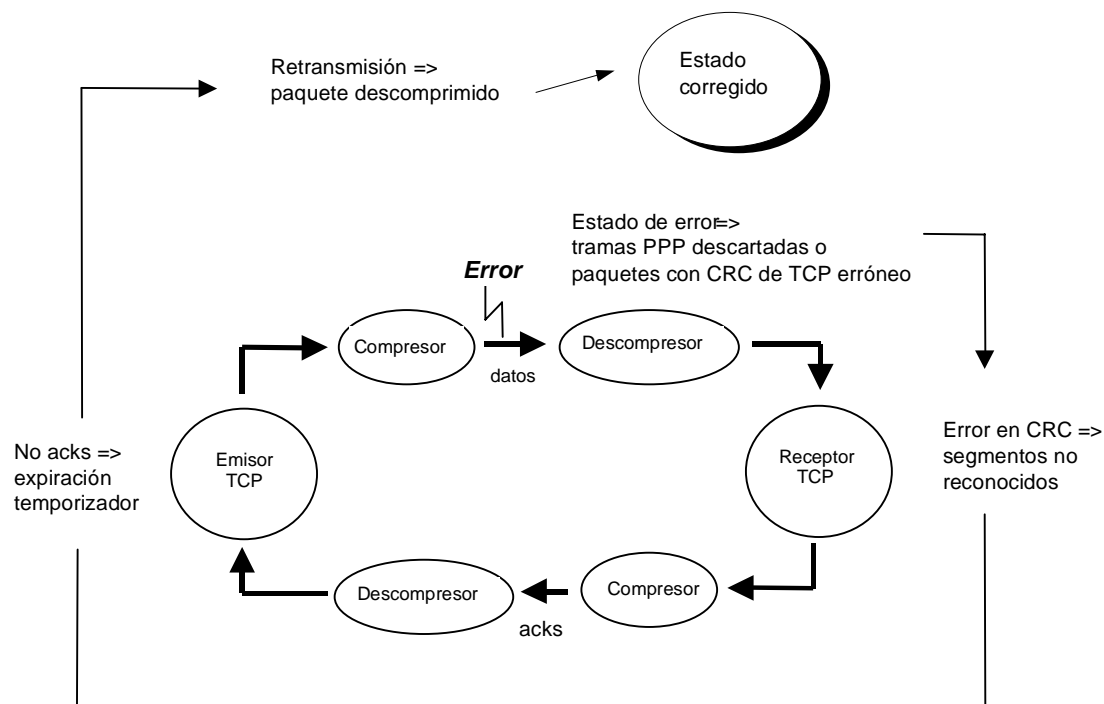 Retransmisión =>
paquete descomprimido
Estado
corregido
Estado de error=>
tramas PPP descartadas o
paquetes con CRC de TCP erróneo
Error
Compresor
datos
Descompresor
No acks =>
expiración
temporizador
Emisor
TCP
Receptor
TCP
Error en CRC =>
segmentos no
reconocidos
Descompresor
acks
Compresor